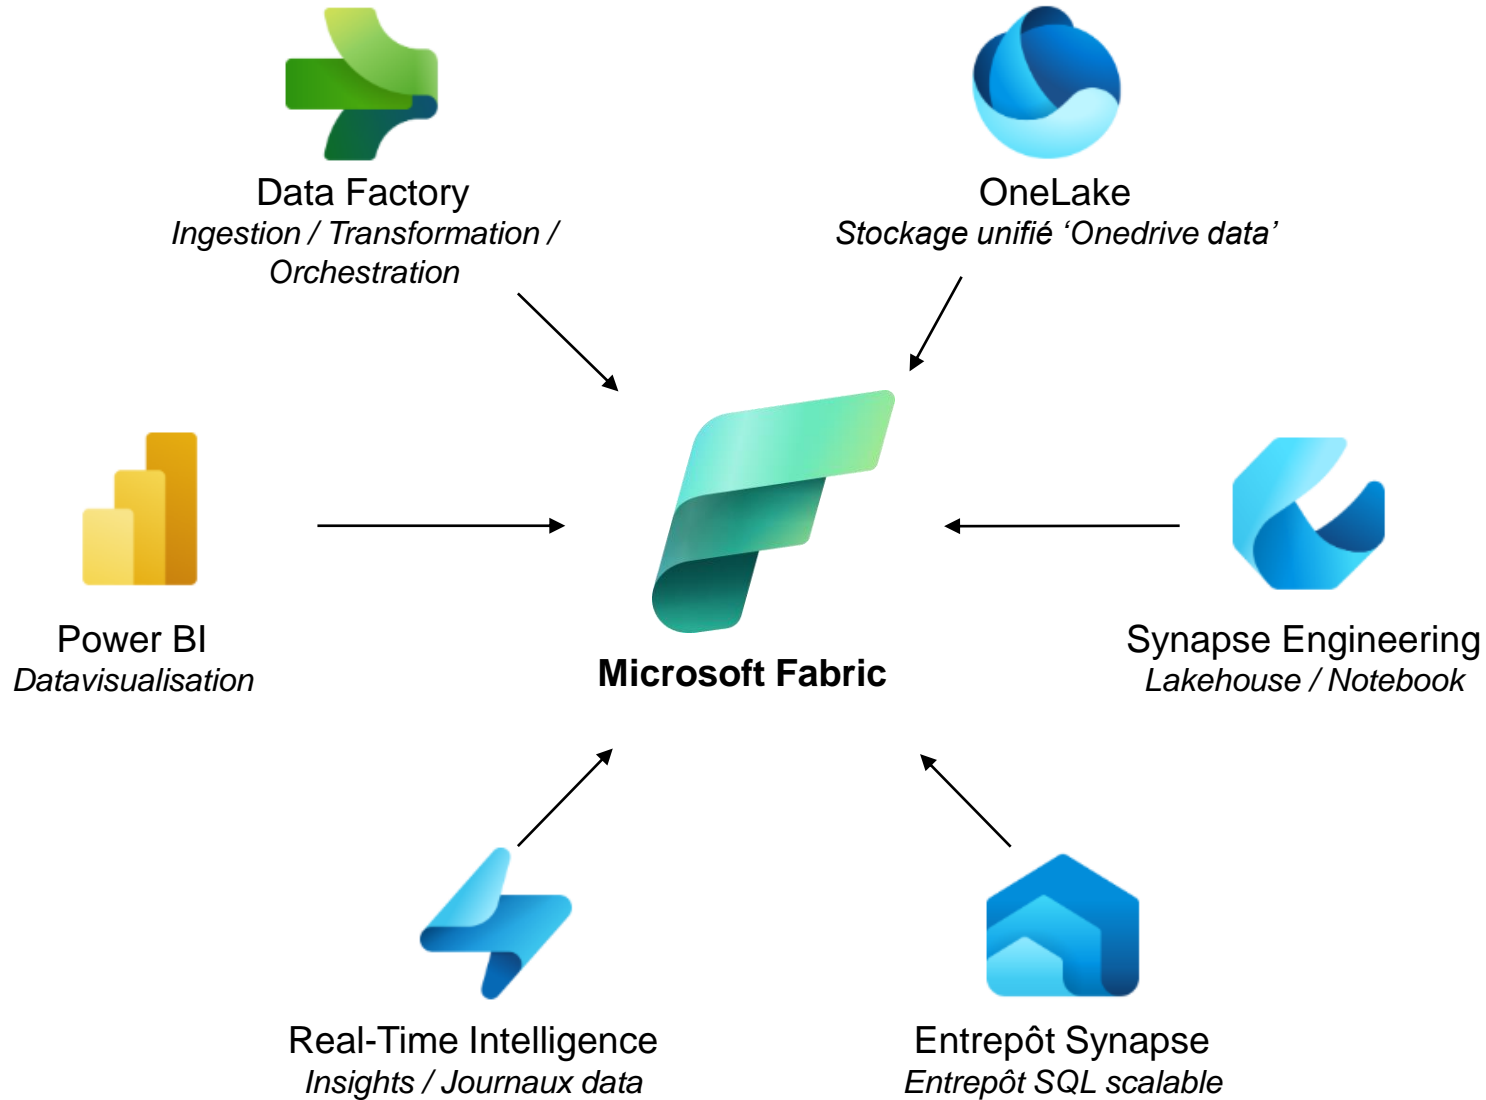 Data Factory
Ingestion / Transformation /
Orchestration
OneLake
Stockage unifié ‘Onedrive data’
Power BI
Datavisualisation
Microsoft Fabric
Synapse Engineering
Lakehouse / Notebook
Real-Time Intelligence
Insights / Journaux data
Entrepôt Synapse
Entrepôt SQL scalable